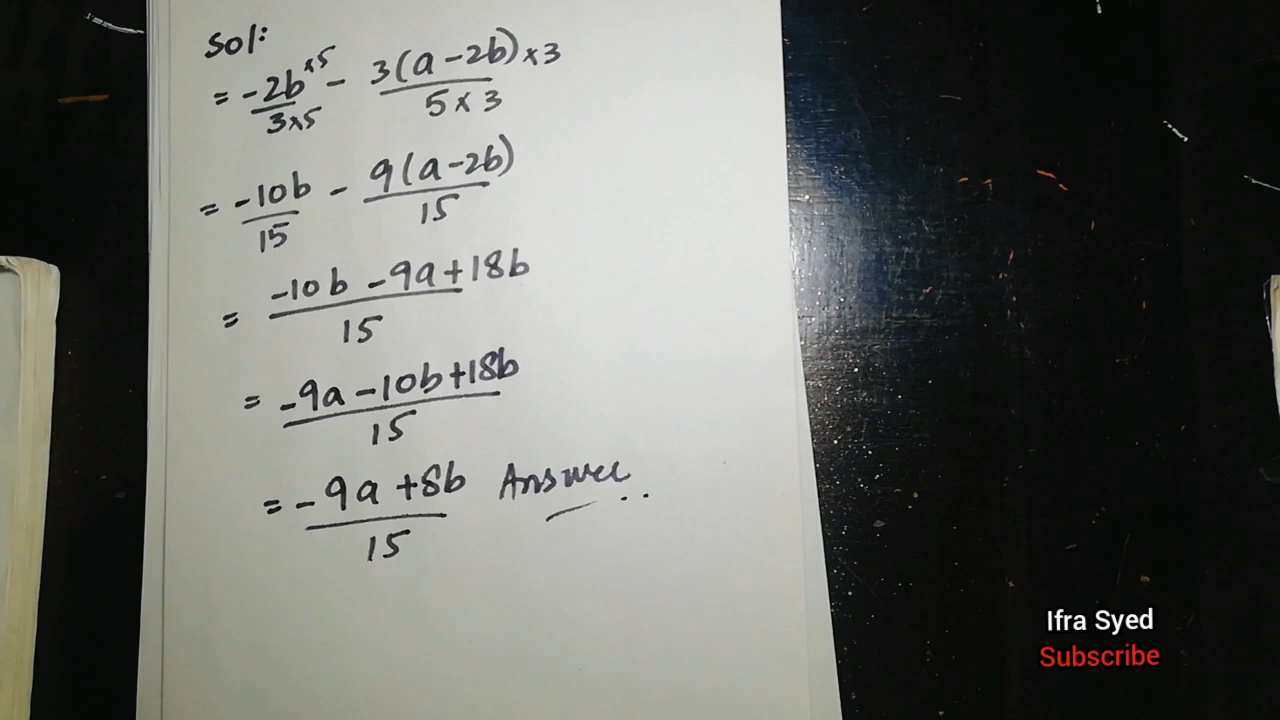 Sol:
= -2b×5/3×5 - 3(a-2b)×3/5×3
= -10b/15 - 9(a-2b)/15
= -10b-9a+18b/15
= -9a-10b+18b/15
= -9a+8b/15 Answer
Ifra Syed
Subscribe